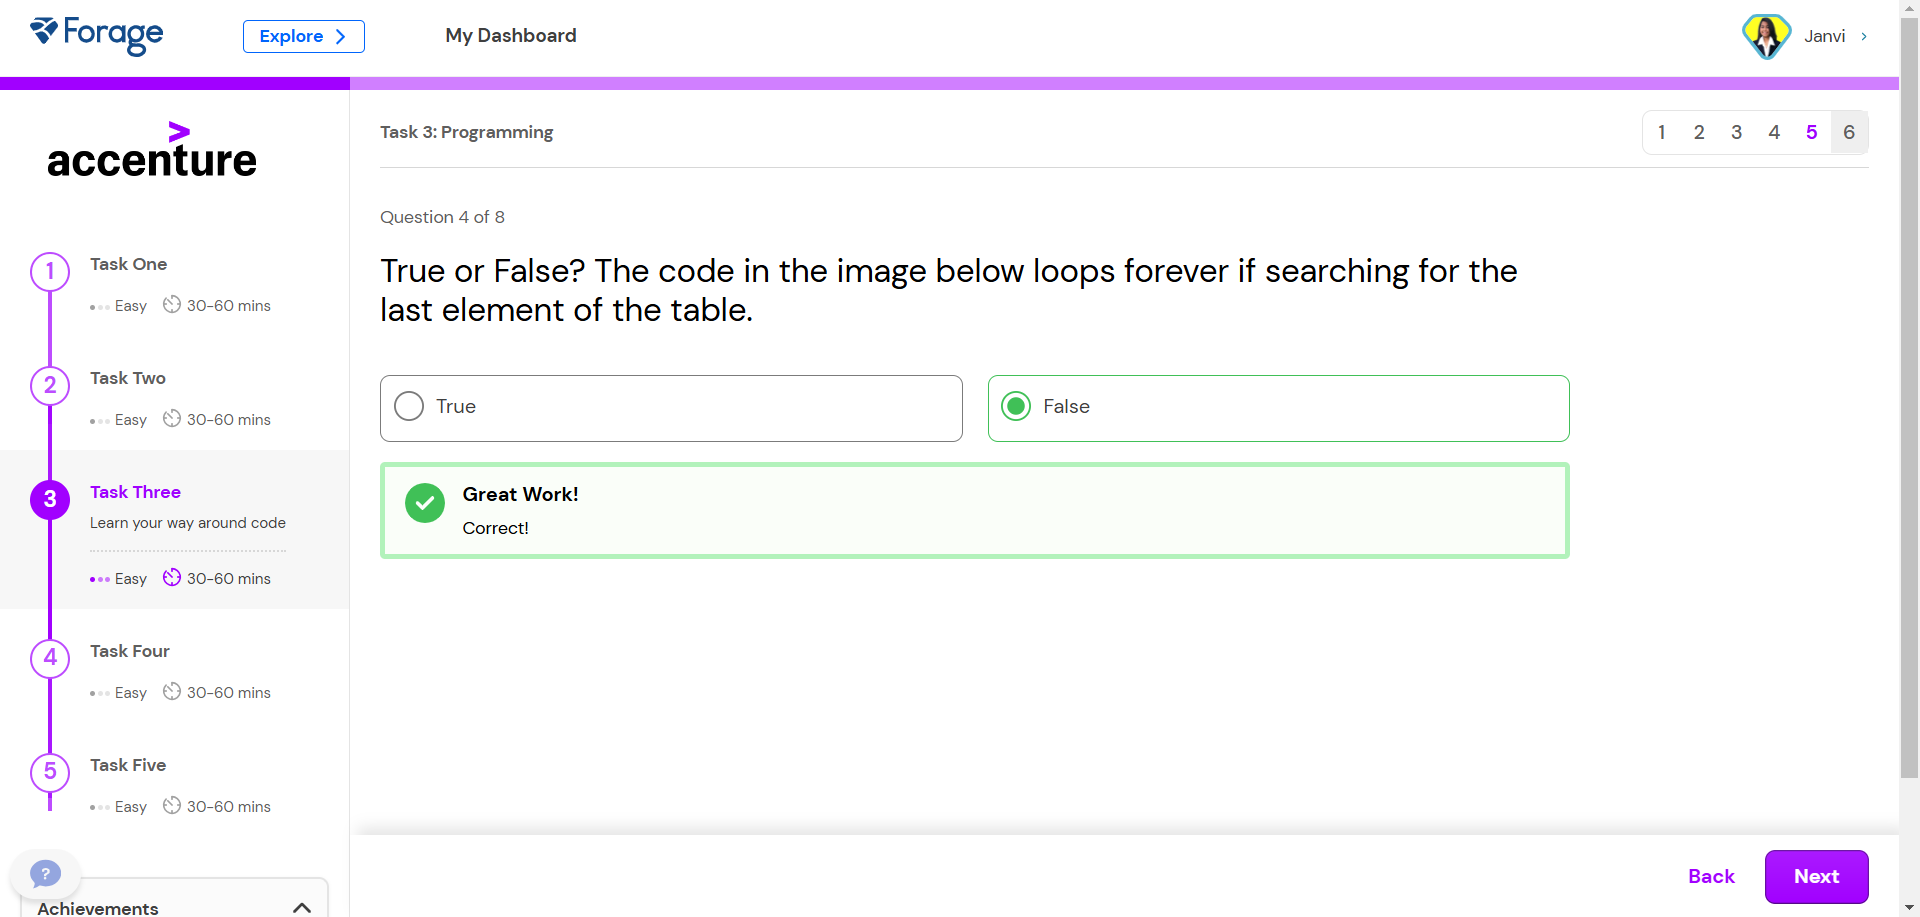 Forage
Explore
My Dashboard
Janvi
accenture
Task One
Easy 30-60 mins
Task Two
Easy 30-60 mins
3
Task Three
Learn your way around code
Easy 30-60 mins
Task Four
Easy 30-60 mins
Task Five
Easy 30-60 mins
1
2
4
5
?
Achievements
Task 3: Programming
1 2 3 4 5 6
Question 4 of 8
True or False? The code in the image below loops forever if searching for the
last element of the table.
True
False
Great Work!
Correct!
Back
Next